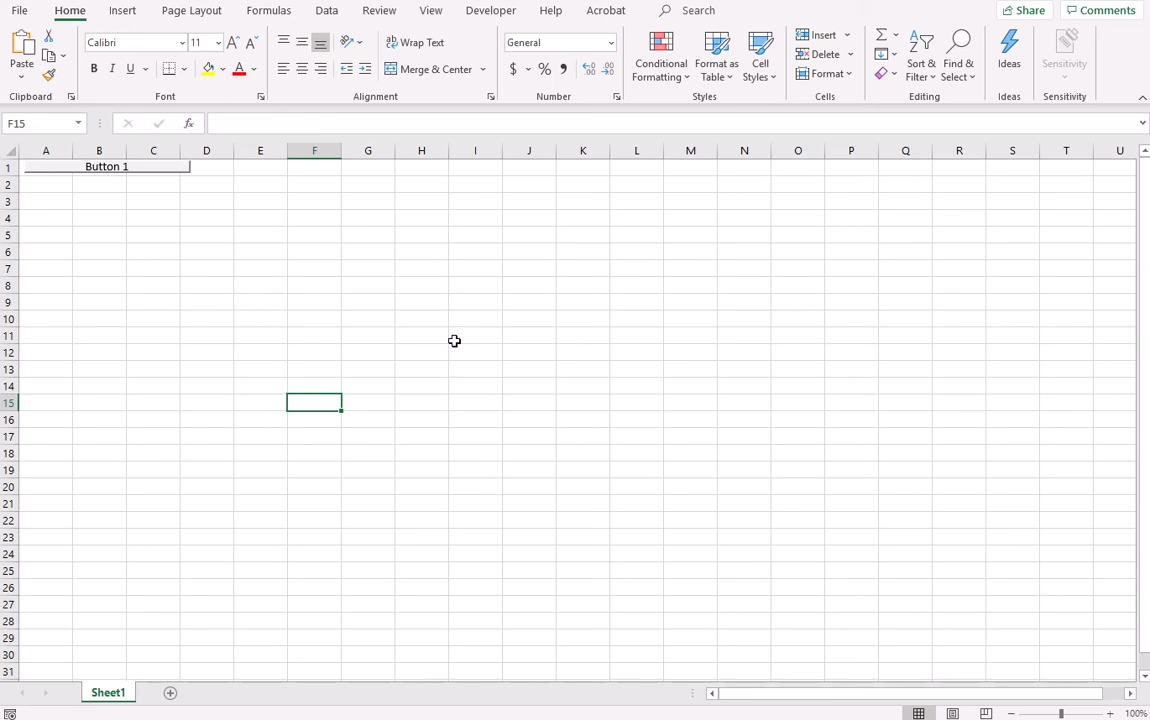 File Home Insert Page Layout Formulas Data Review View Developer Help Acrobat Search Share Comments
Paste
Clipboard
Calibri 11
B I U A
Font
ab Wrap Text
Merge & Center
Alignment
General
$ % ,
Number
Conditional Formatting
Format as Table
Cell Styles
Styles
Insert
Delete
Format
Cells
Sort & Filter
Find & Select
Editing
Ideas
Ideas
Sensitivity
Sensitivity
F15 fx
A B C D E F G H I J K L M N O P Q R S T U
1 Button 1
2
3
4
5
6
7
8
9
10
11
12
13
14
15
16
17
18
19
20
21
22
23
24
25
26
27
28
29
30
31
Sheet1
100%